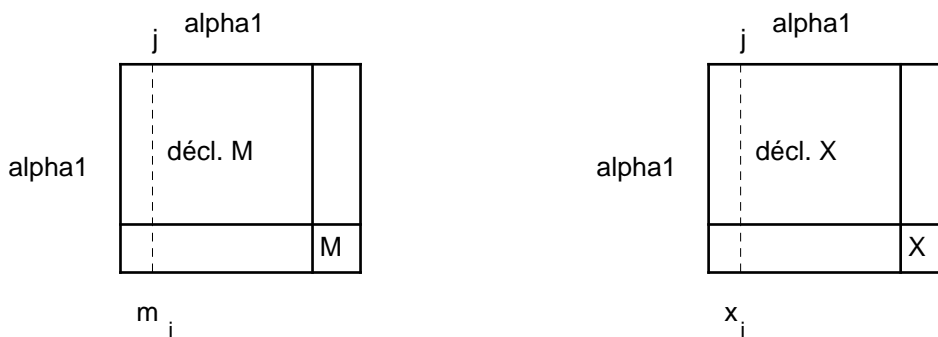 alpha1 alpha1
j j
décl. M décl. X
alpha1 alpha1
M X
m j x j